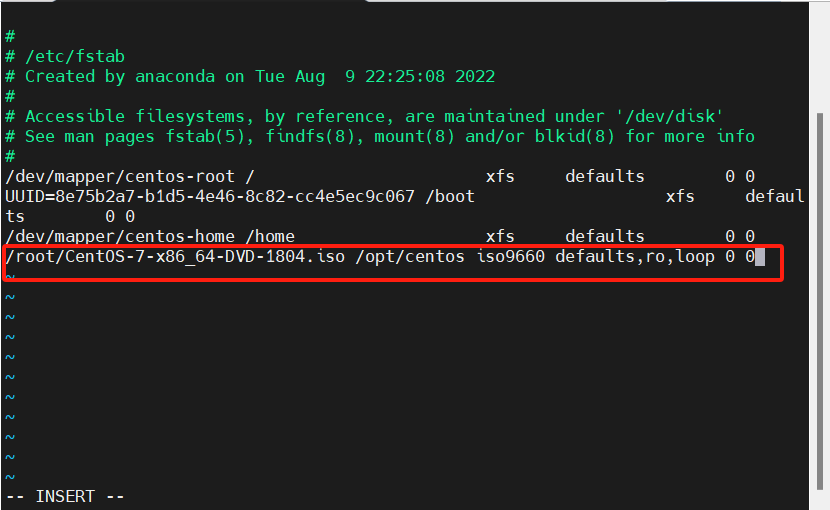 #
# /etc/fstab
# Created by anaconda on Tue Aug  9 22:25:08 2022
#
# Accessible filesystems, by reference, are maintained under '/dev/disk'
# See man pages fstab(5), findfs(8), mount(8) and/or blkid(8) for more info
#
/dev/mapper/centos-root /                       xfs     defaults        0 0
UUID=8e75b2a7-b1d5-4e46-8c82-cc4e5ec9c067 /boot                   xfs     defaul
ts        0 0
/dev/mapper/centos-home /home                   xfs     defaults        0 0
/root/CentOS-7-x86_64-DVD-1804.iso /opt/centos iso9660 defaults,ro,loop 0 0
~
~
~
~
~
~
~
~
~
~
~
-- INSERT --